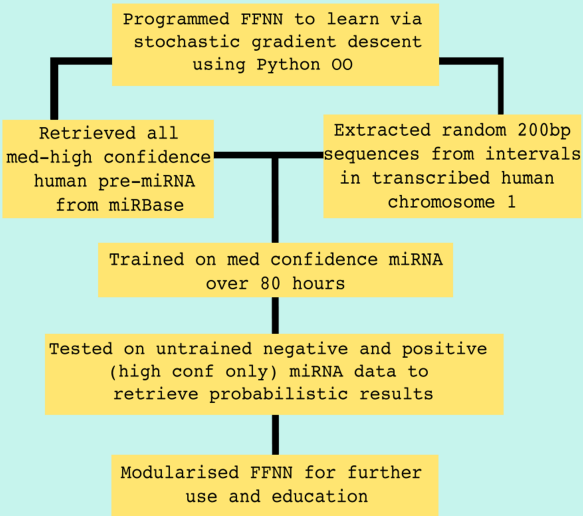 Programmed FFNN to learn via
stochastic gradient descent
using Python OO
Retrieved all
med-high confidence
human pre-miRNA
from miRBase
Extracted random 200bp
sequences from intervals
in transcribed human
chromosome 1
Trained on med confidence miRNA
over 80 hours
Tested on untrained negative and positive
(high conf only) miRNA data to
retrieve probabilistic results
Modularised FFNN for further
use and education